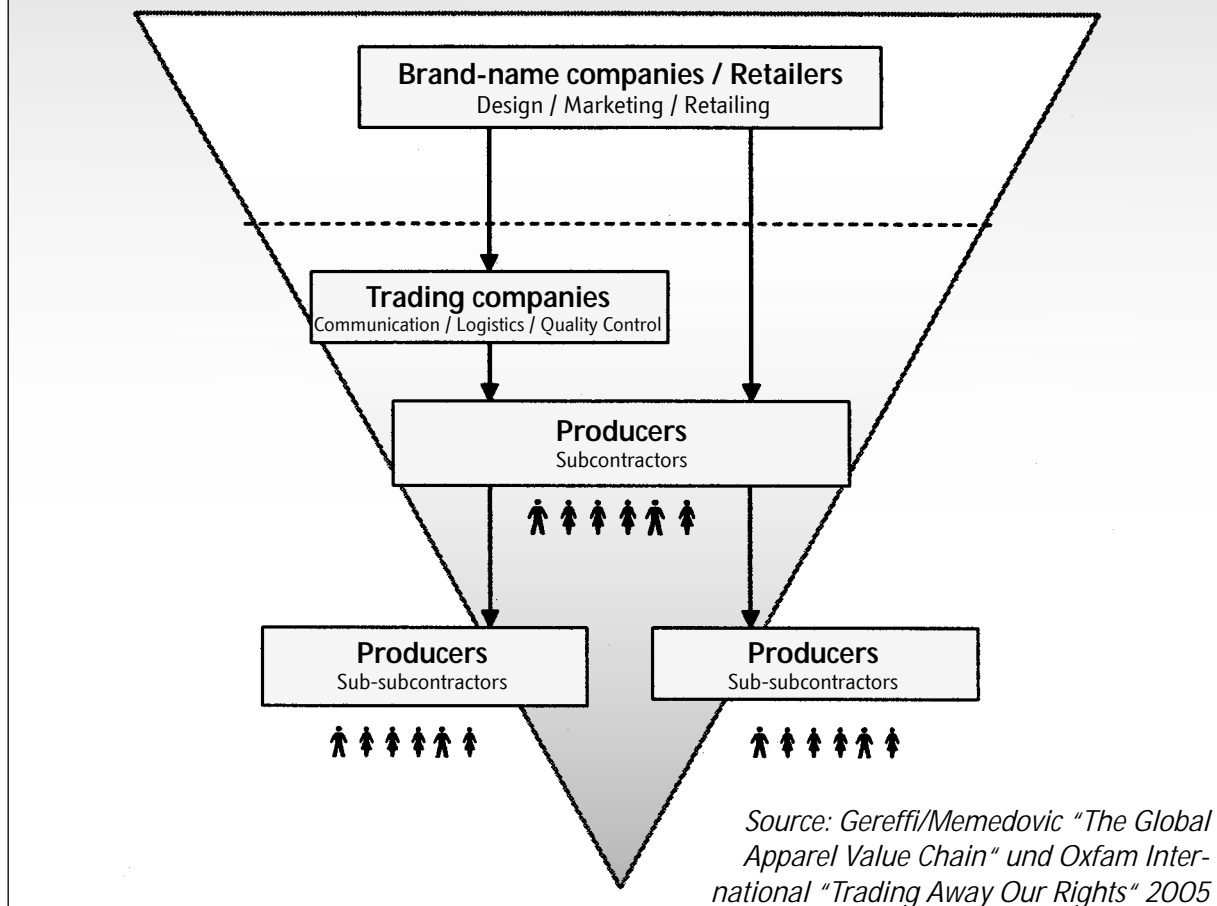 Brand-name companies / Retailers
Design / Marketing / Retailing
Trading companies
Communication / Logistics / Quality Control
Producers
Subcontractors
Producers
Sub-subcontractors
Producers
Sub-subcontractors
Source: Gereffi/Memedovic “The Global
Apparel Value Chain“ und Oxfam Inter-
national “Trading Away Our Rights“ 2005